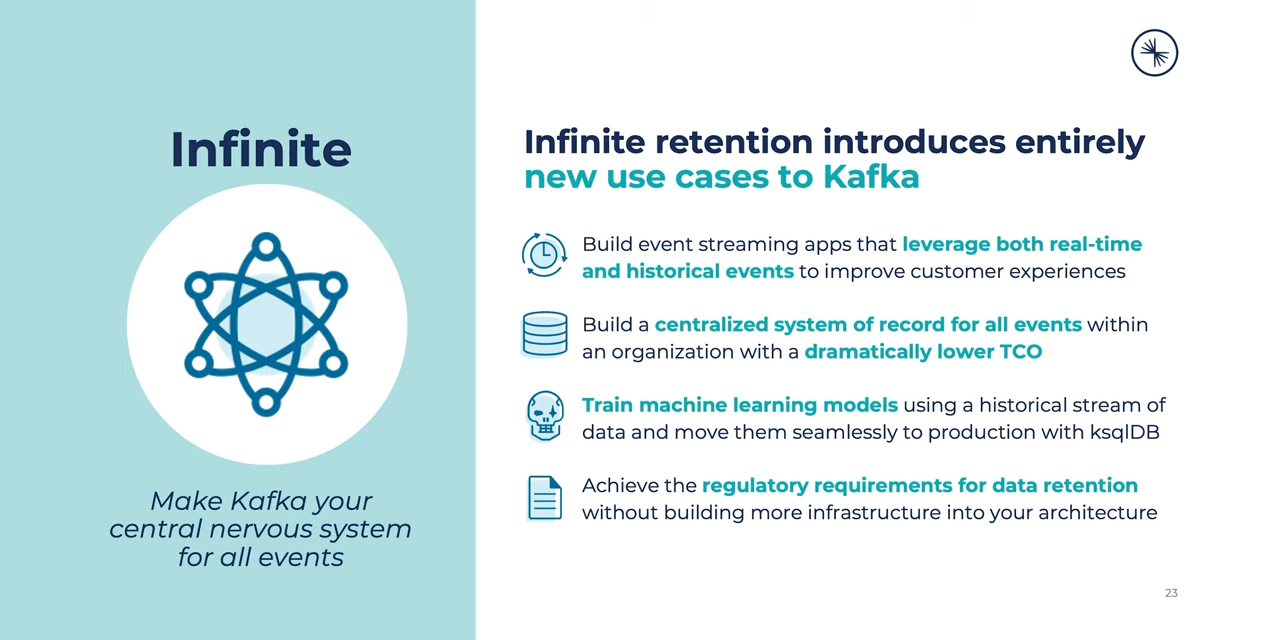 Infinite
Make Kafka your
central nervous system
for all events
Infinite retention introduces entirely
new use cases to Kafka
Build event streaming apps that leverage both real-time
and historical events to improve customer experiences
Build a centralized system of record for all events within
an organization with a dramatically lower TCO
Train machine learning models using a historical stream of
data and move them seamlessly to production with ksqlDB
Achieve the regulatory requirements for data retention
without building more infrastructure into your architecture
23